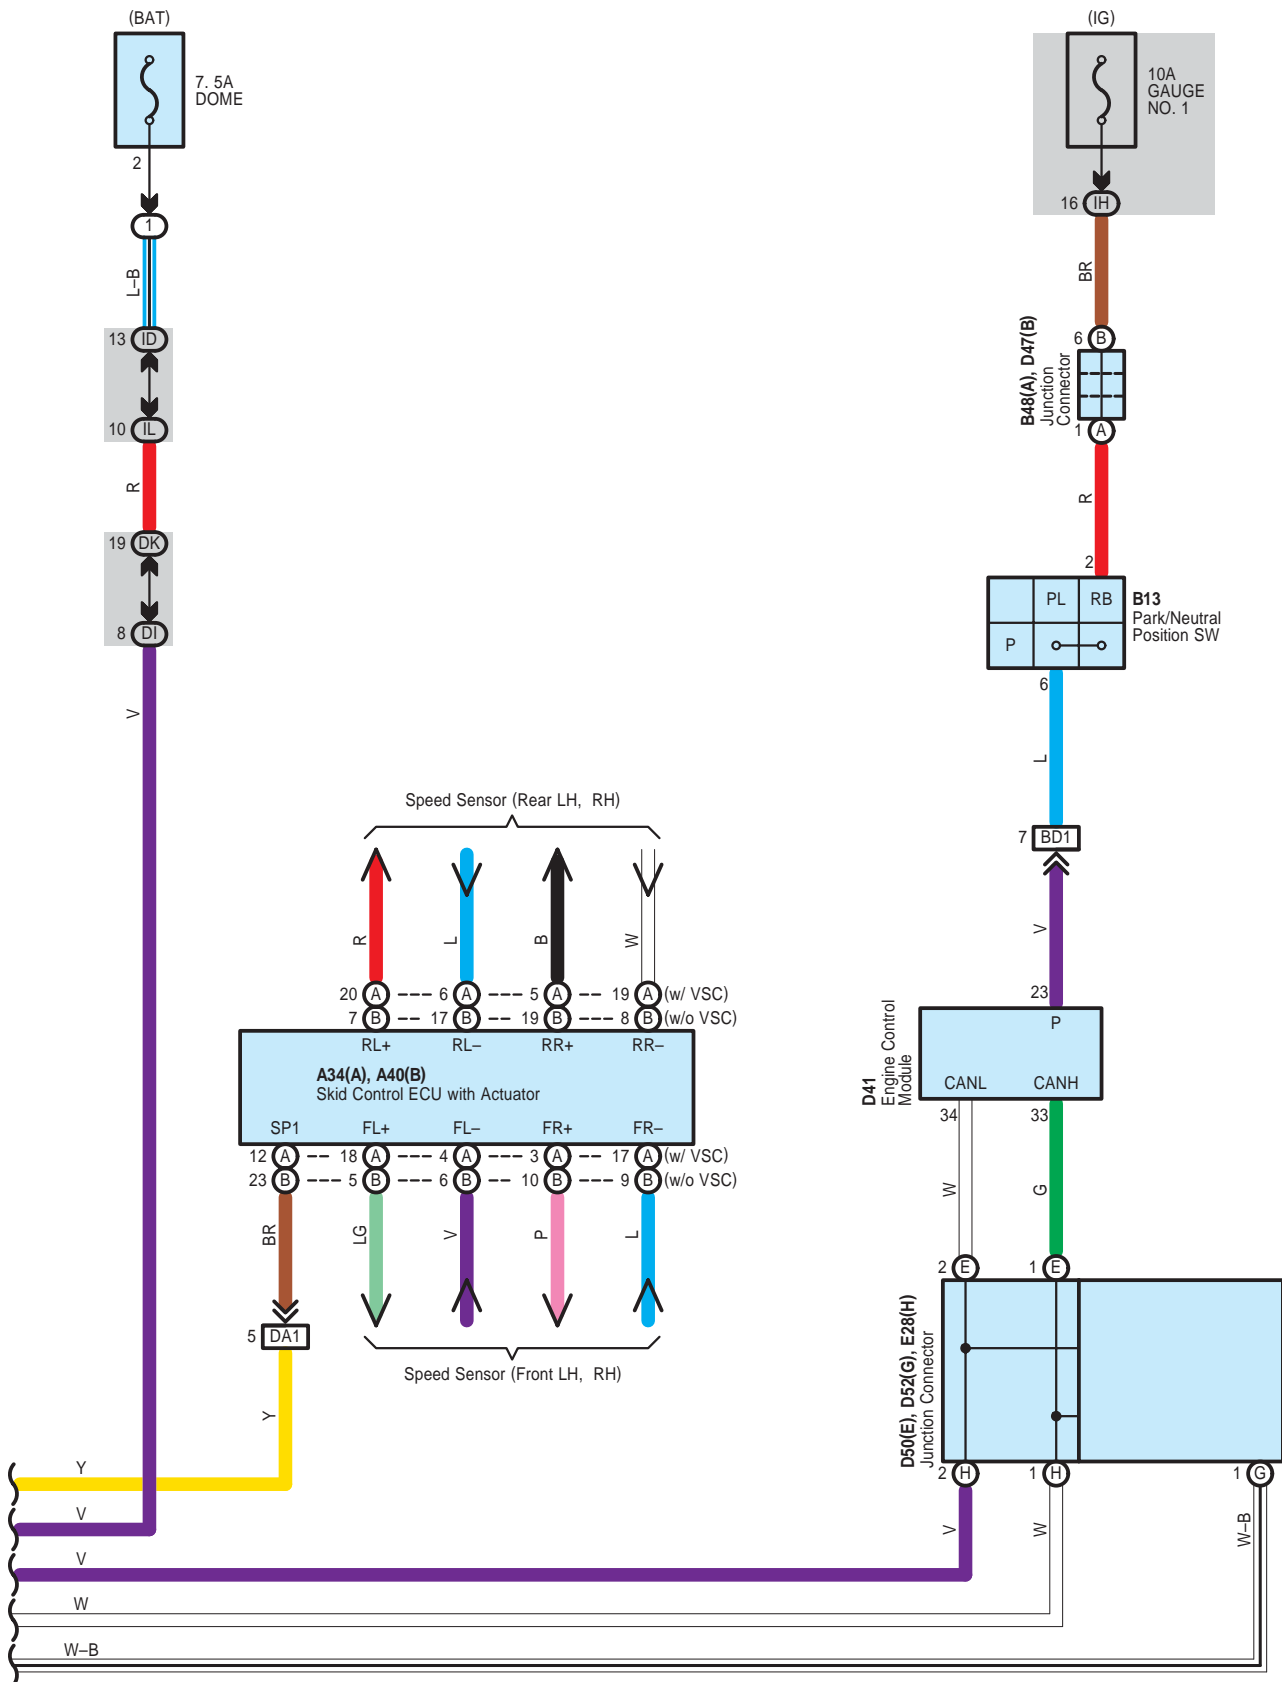 (BAT)
7. 5A
DOME
2
1
L–B
13 ID
10 IL
R
19 DK
8 DI
V
(IG)
10A
GAUGE
NO. 1
16 IH
BR
6 B
B48(A), D47(B)
Junction
Connector
1 A
R
2
PL RB
P
B13
Park/Neutral
Position SW
6
L
7 BD1
V
23
P
D41
Engine Control
Module
CANL CANH
34 33
W G
2 E 1 E
D50(E), D52(G), E28(H)
Junction Connector
2 H 1 H 1 G
V W W–B
Speed Sensor (Rear LH, RH)
R L B W
20 A 6 A 5 A 19 A (w/ VSC)
7 B 17 B 19 B 8 B (w/o VSC)
RL+ RL– RR+ RR–
A34(A), A40(B)
Skid Control ECU with Actuator
SP1 FL+ FL– FR+ FR–
12 A 18 A 4 A 3 A 17 A (w/ VSC)
23 B 5 B 6 B 10 B 9 B (w/o VSC)
BR LG V P L
5 DA1
Speed Sensor (Front LH, RH)
Y
Y
V
V
W
W–B